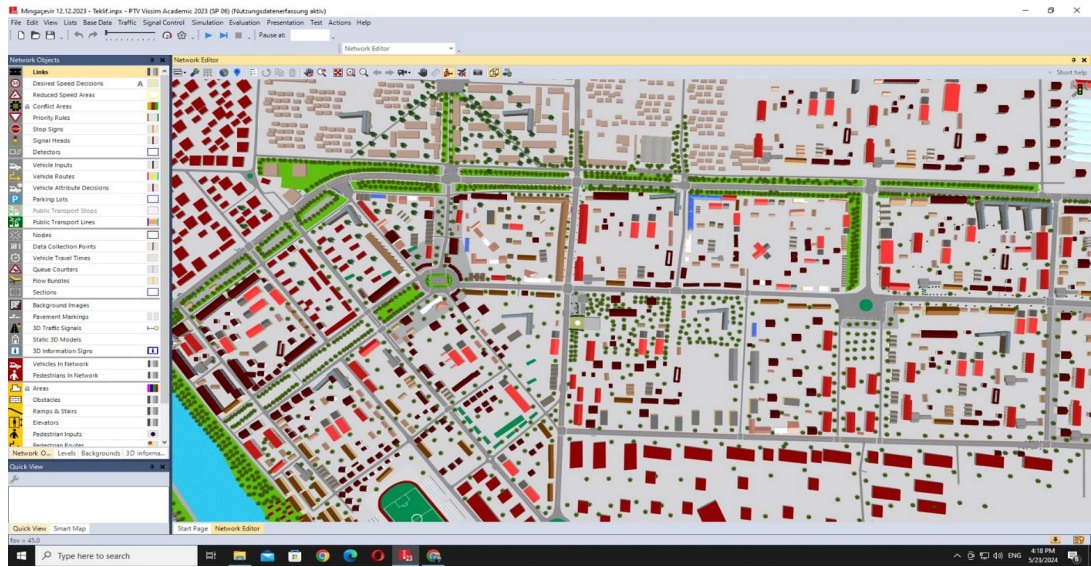 Mingaçevir 12.12.2023 - Teklif.inpx - PTV Vissim Academic 2023 (SP 06) (Nutzungsdatenerfassung aktiv)
File Edit View Lists Base Data Traffic Signal Control Simulation Evaluation Presentation Test Actions Help
Pause at:
Network Editor
Network Objects
Network Editor
Short help
Links
Desired Speed Decisions A
Reduced Speed Areas
Conflict Areas
Priority Rules
Stop Signs
Signal Heads
Detectors
Vehicle Inputs
Vehicle Routes
Vehicle Attribute Decisions
Parking Lots
Public Transport Stops
Public Transport Lines
Nodes
Data Collection Points
Vehicle Travel Times
Queue Counters
Flow Bundles
Sections
Background Images
Pavement Markings
3D Traffic Signals
Static 3D Models
3D Information Signs
Vehicles In Network
Pedestrians In Network
Areas
Obstacles
Ramps & Stairs
Elevators
Pedestrian Inputs
Pedestrian Routes
Network O... Levels Backgrounds 3D informa...
Quick View
Quick View Smart Map
Start Page Network Editor
fov = 45.0
Type here to search
ENG
4:18 PM
5/23/2024